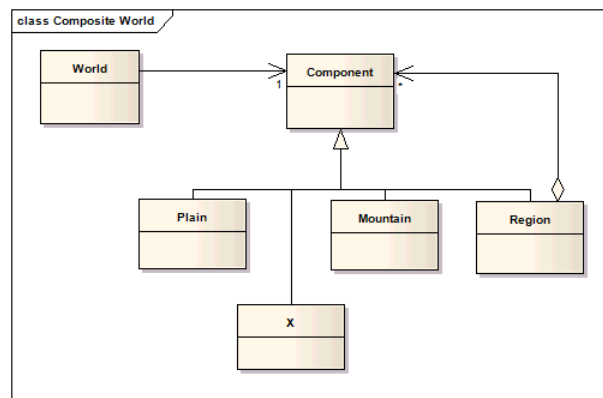 class Composite World
World
Component
1
*
Plain
Mountain
Region
X